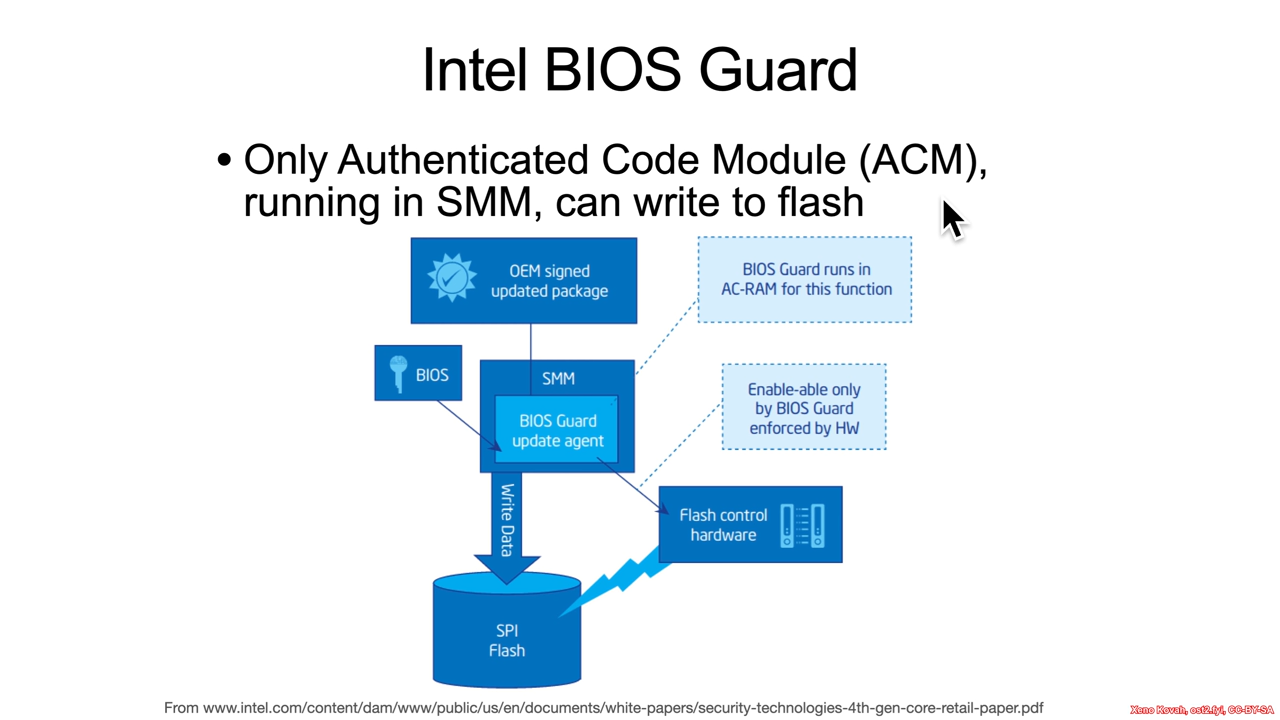 Intel BIOS Guard
• Only Authenticated Code Module (ACM),
running in SMM, can write to flash
OEM signed
updated package
BIOS Guard runs in
AC-RAM for this function
BIOS
SMM
BIOS Guard
update agent
Enable-able only
by BIOS Guard
enforced by HW
Write Data
Flash control
hardware
SPI
Flash
From www.intel.com/content/dam/www/public/us/en/documents/white-papers/security-technologies-4th-gen-core-retail-paper.pdf
Xeno Kovah, ost2.fyi, CC-BY-SA